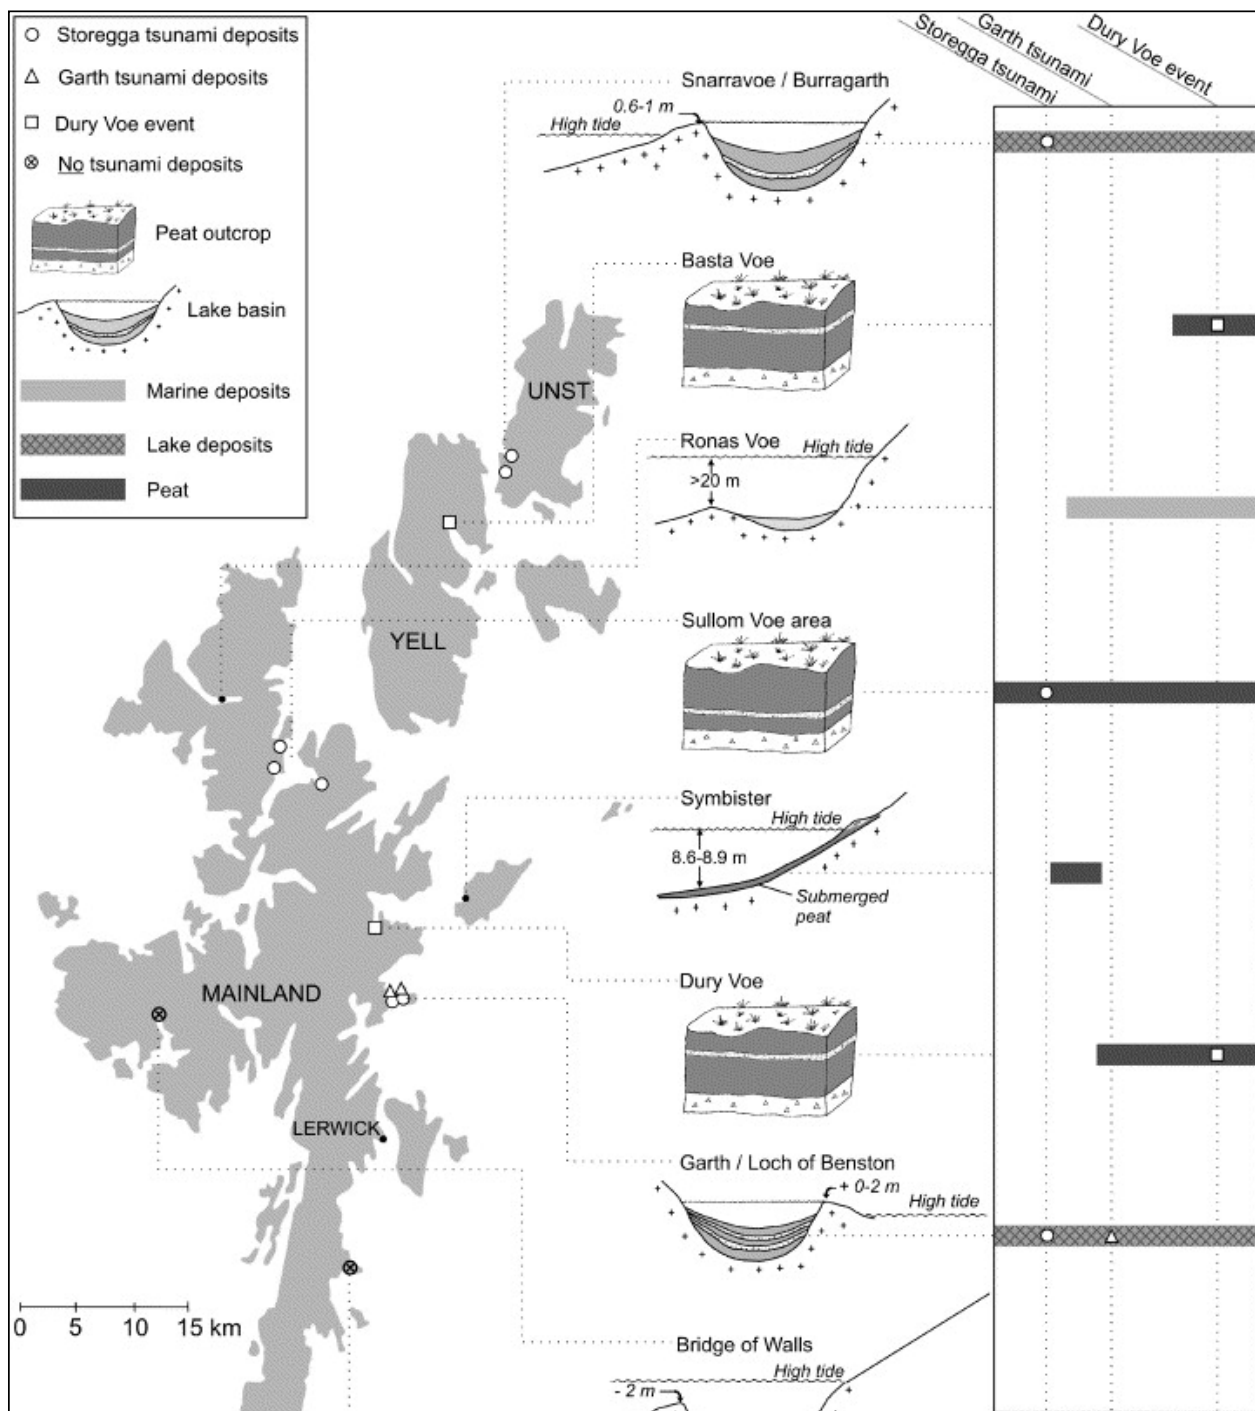 Storegga tsunami deposits
Garth tsunami deposits
Dury Voe event
No tsunami deposits
Peat outcrop
Lake basin
Marine deposits
Lake deposits
Peat
Storegga tsunami
Garth tsunami
Dury Voe event
Snarravoe / Burragarth
0.6-1 m
High tide
Basta Voe
UNST
Ronas Voe
High tide
>20 m
Sullom Voe area
YELL
Symbister
High tide
8.6-8.9 m
Submerged
peat
MAINLAND
Dury Voe
LERWICK
Garth / Loch of Benston
+ 0-2 m
High tide
0 5 10 15 km
Bridge of Walls
High tide
- 2 m